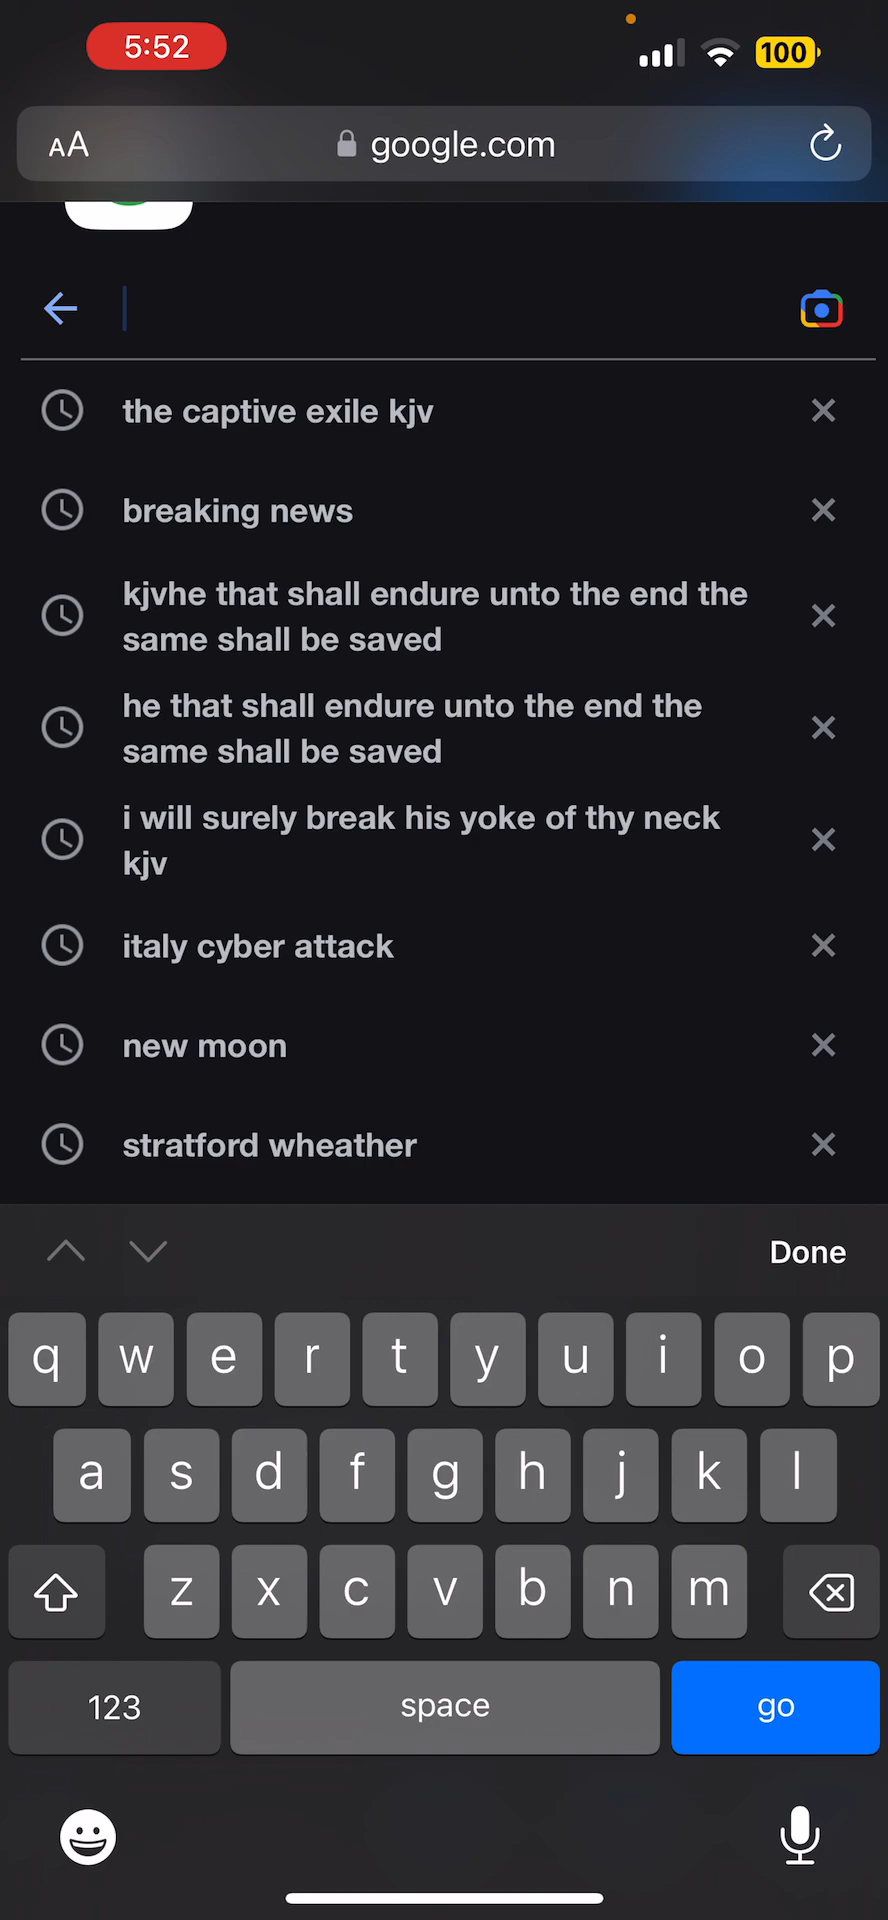 5:52
100
AA
google.com
the captive exile kjv
breaking news
kjvhe that shall endure unto the end the
same shall be saved
he that shall endure unto the end the
same shall be saved
i will surely break his yoke of thy neck
kjv
italy cyber attack
new moon
stratford wheather
Done
q w e r t y u i o p
a s d f g h j k l
z x c v b n m
123 space go